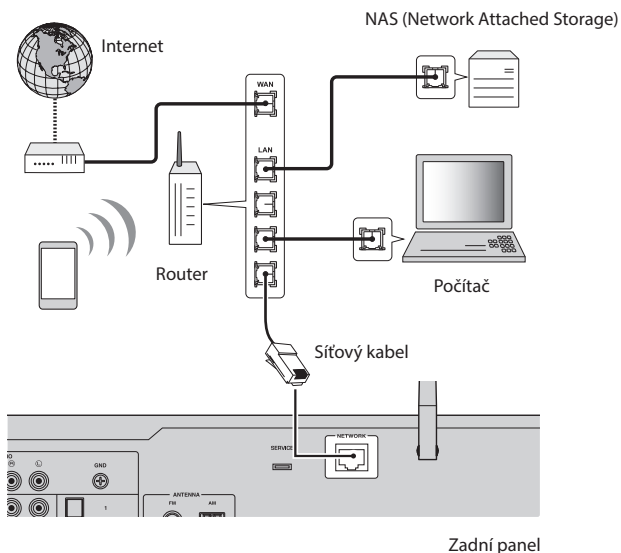 NAS (Network Attached Storage)
Internet
WAN
LAN
Router
Počítač
Síťový kabel
SERVICE
NETWORK
R
L
GND
ANTENNA
FM
AM
1
Zadní panel